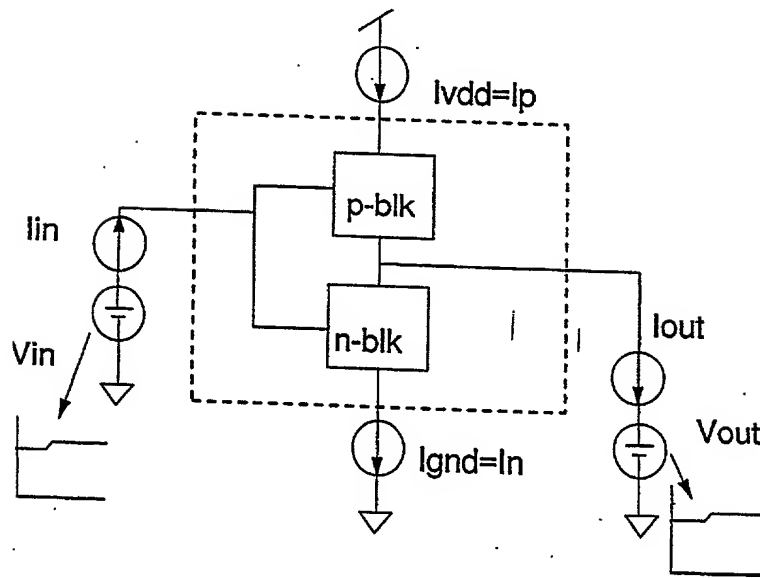 Ivdd=Ip
p-blk
Iin
n-blk
Iout
Vin
Vout
Ignd=In